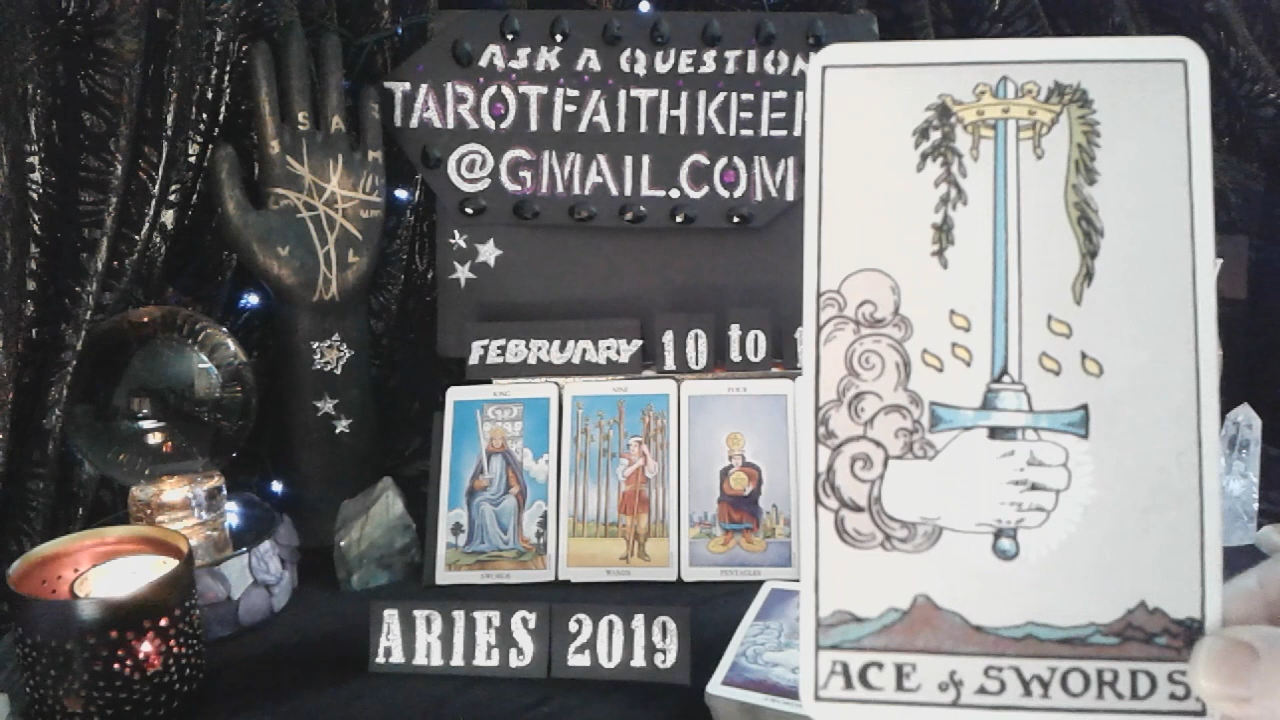 ASK A QUESTION
TAROTFAITHKEE
@GMAIL.COM
S A
FEBRUARY 10 to 1
KING
NINE
FOUR
SWORDS
WANDS
PENTACLES
ARIES 2019
ACE of SWORDS.